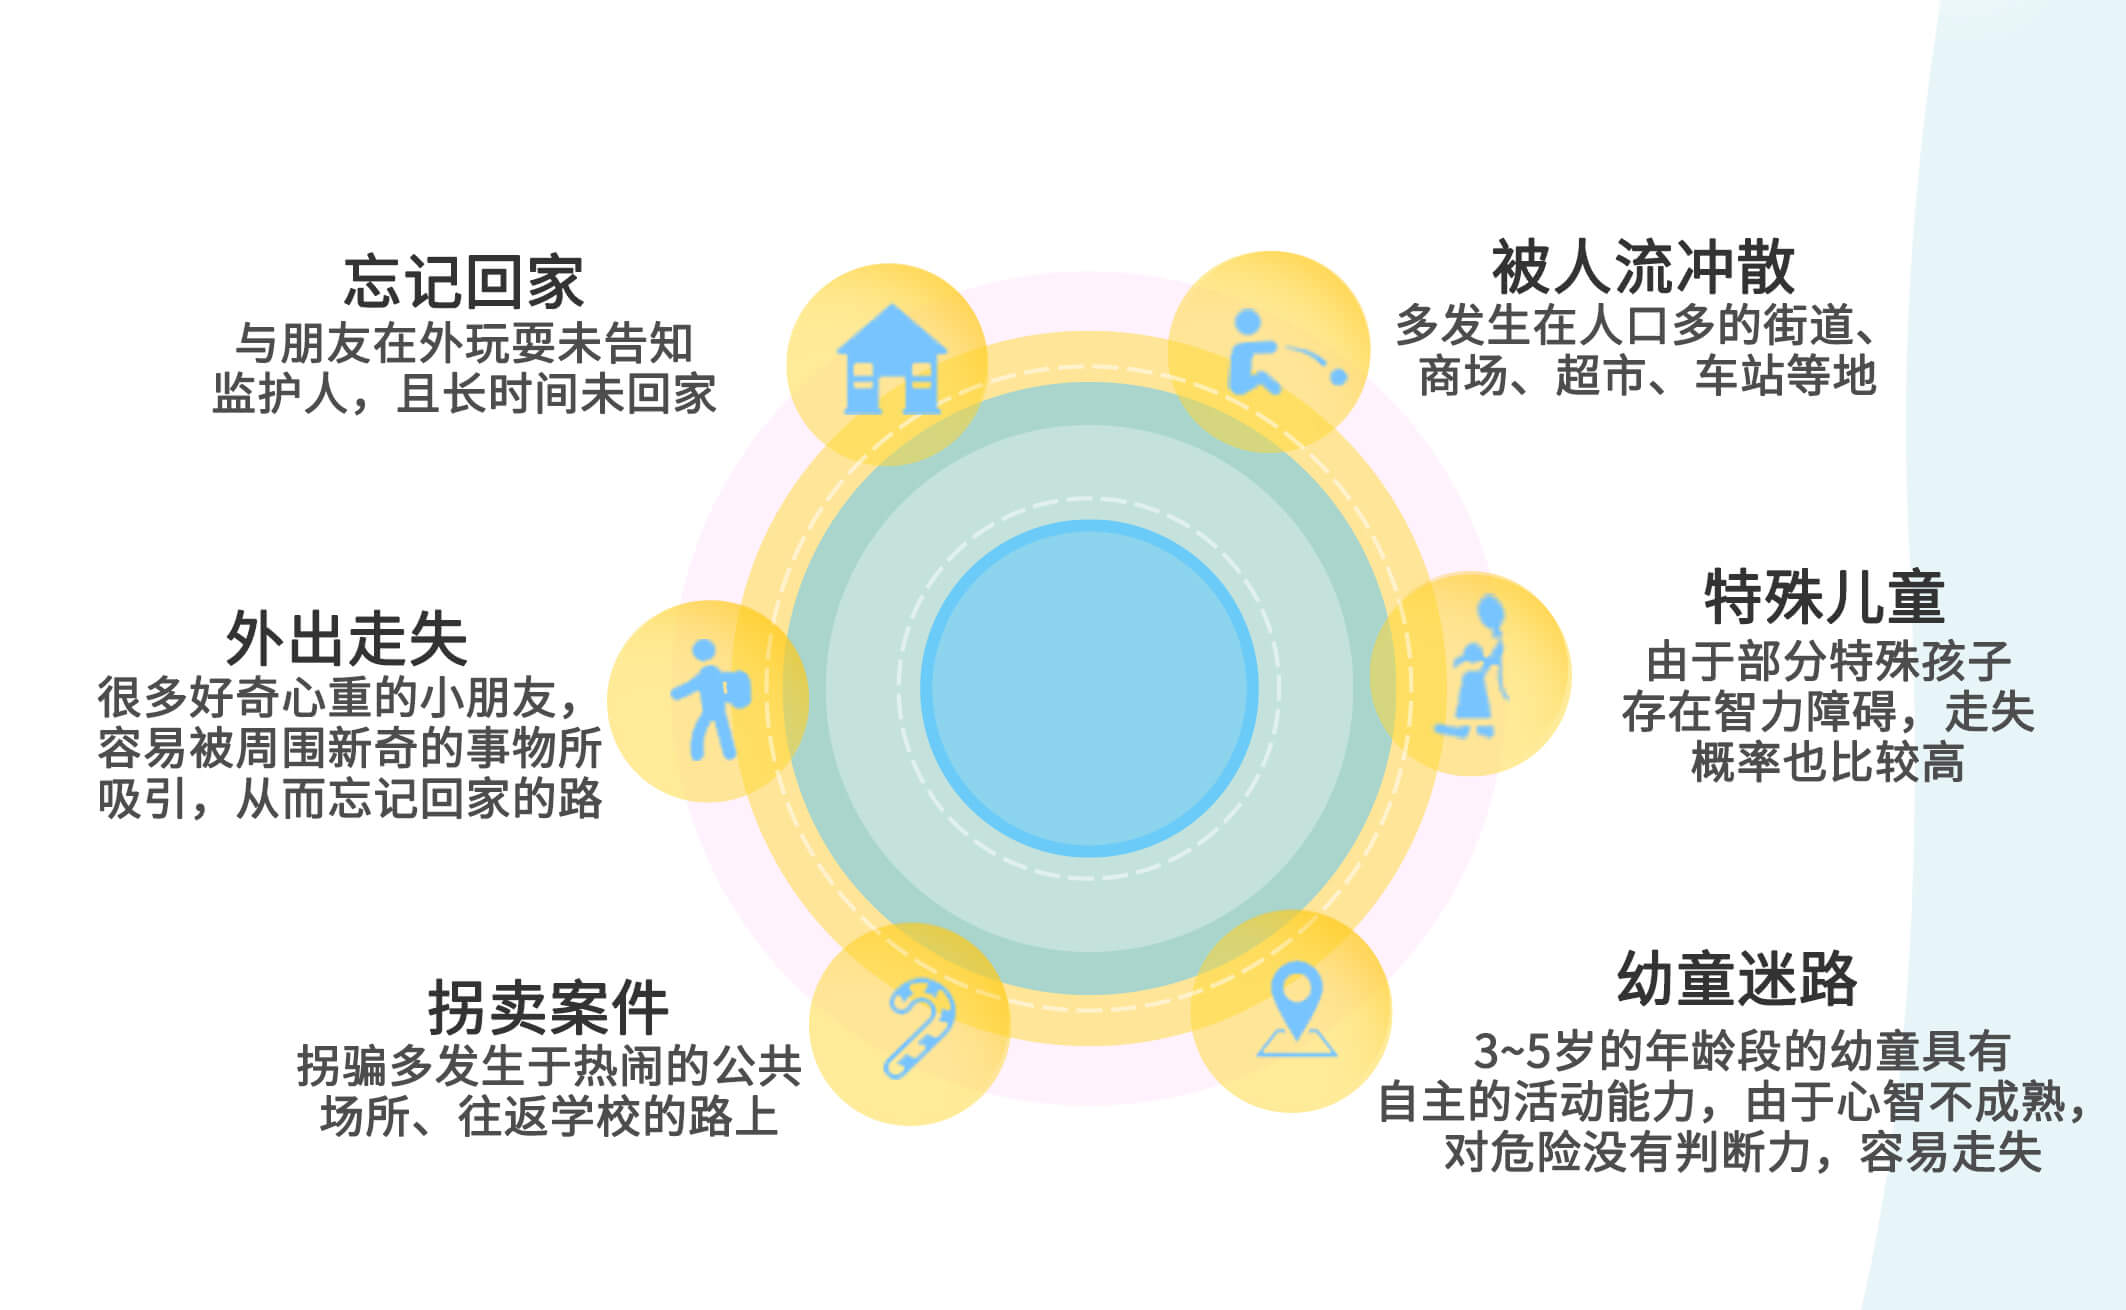 忘记回家
与朋友在外玩耍未告知
监护人，且长时间未回家
外出走失
很多好奇心重的小朋友，
容易被周围新奇的事物所
吸引，从而忘记回家的路
拐卖案件
拐骗多发生于热闹的公共
场所、往返学校的路上
被人流冲散
多发生在人口多的街道、
商场、超市、车站等地
特殊儿童
由于部分特殊孩子
存在智力障碍，走失
概率也比较高
幼童迷路
3~5岁的年龄段的幼童具有
自主的活动能力，由于心智不成熟，
对危险没有判断力，容易走失